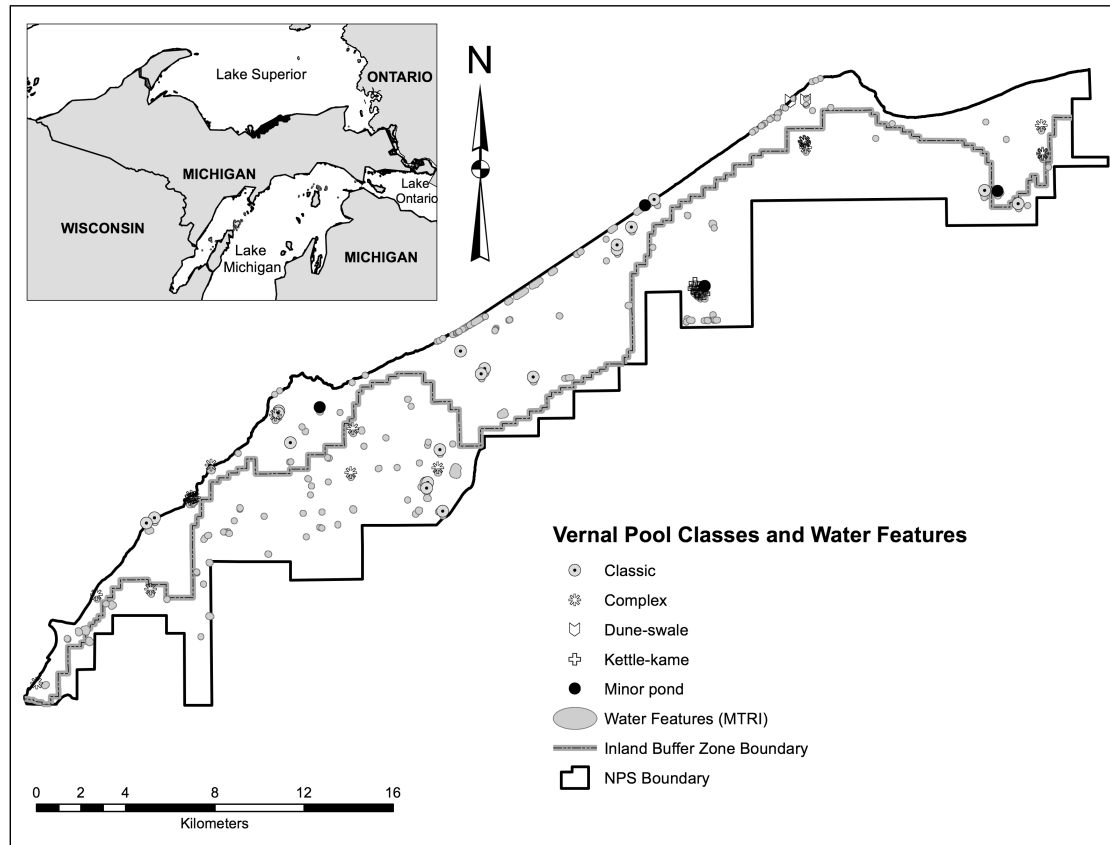 Lake Superior
ONTARIO
MICHIGAN
Lake
Ontario
WISCONSIN
Lake
Michigan
MICHIGAN
N
Vernal Pool Classes and Water Features
Classic
Complex
Dune-swale
Kettle-kame
Minor pond
Water Features (MTRI)
Inland Buffer Zone Boundary
NPS Boundary
0 2 4 8 12 16
Kilometers